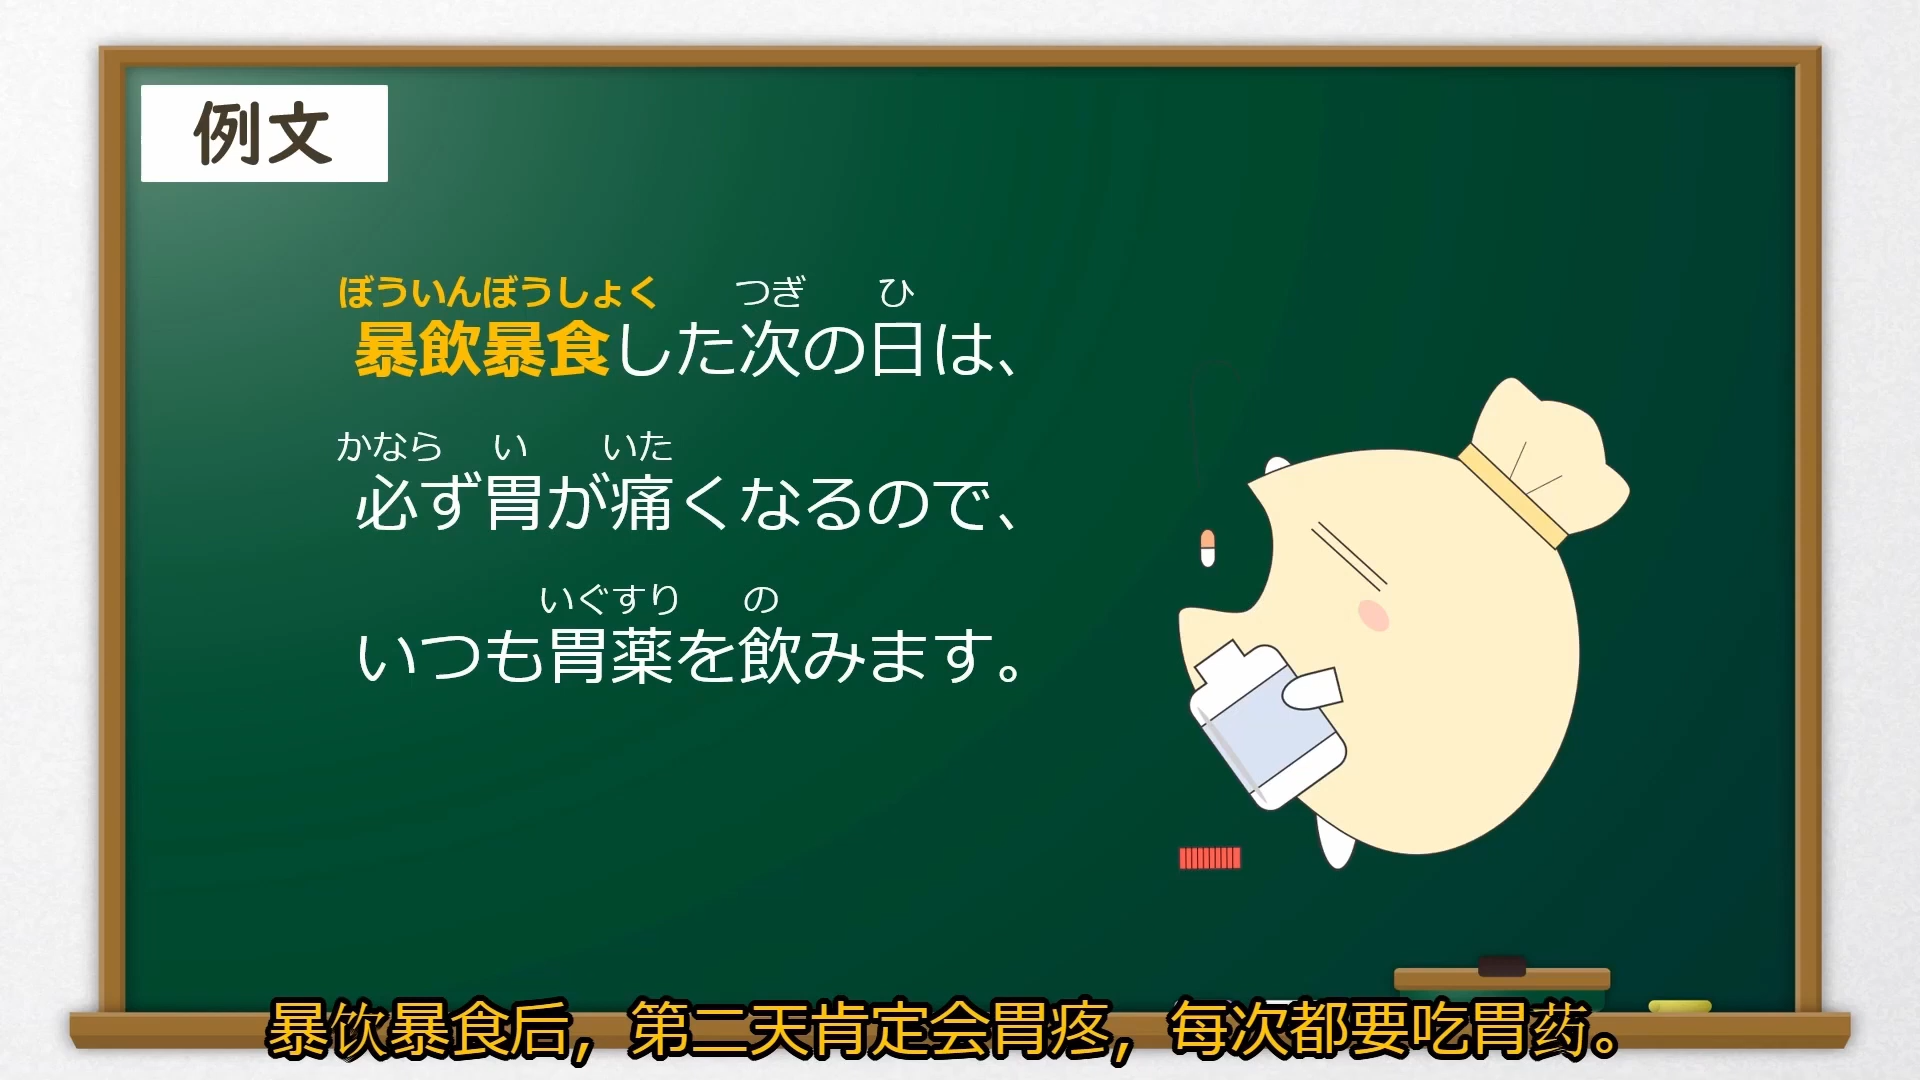 例文
ぼういんぼうしょく つぎ ひ
暴飲暴食した次の日は、
かなら い いた
必ず胃が痛くなるので、
いぐすり の
いつも胃薬を飲みます。
暴饮暴食后，第二天肯定会胃疼，每次都要吃胃药。